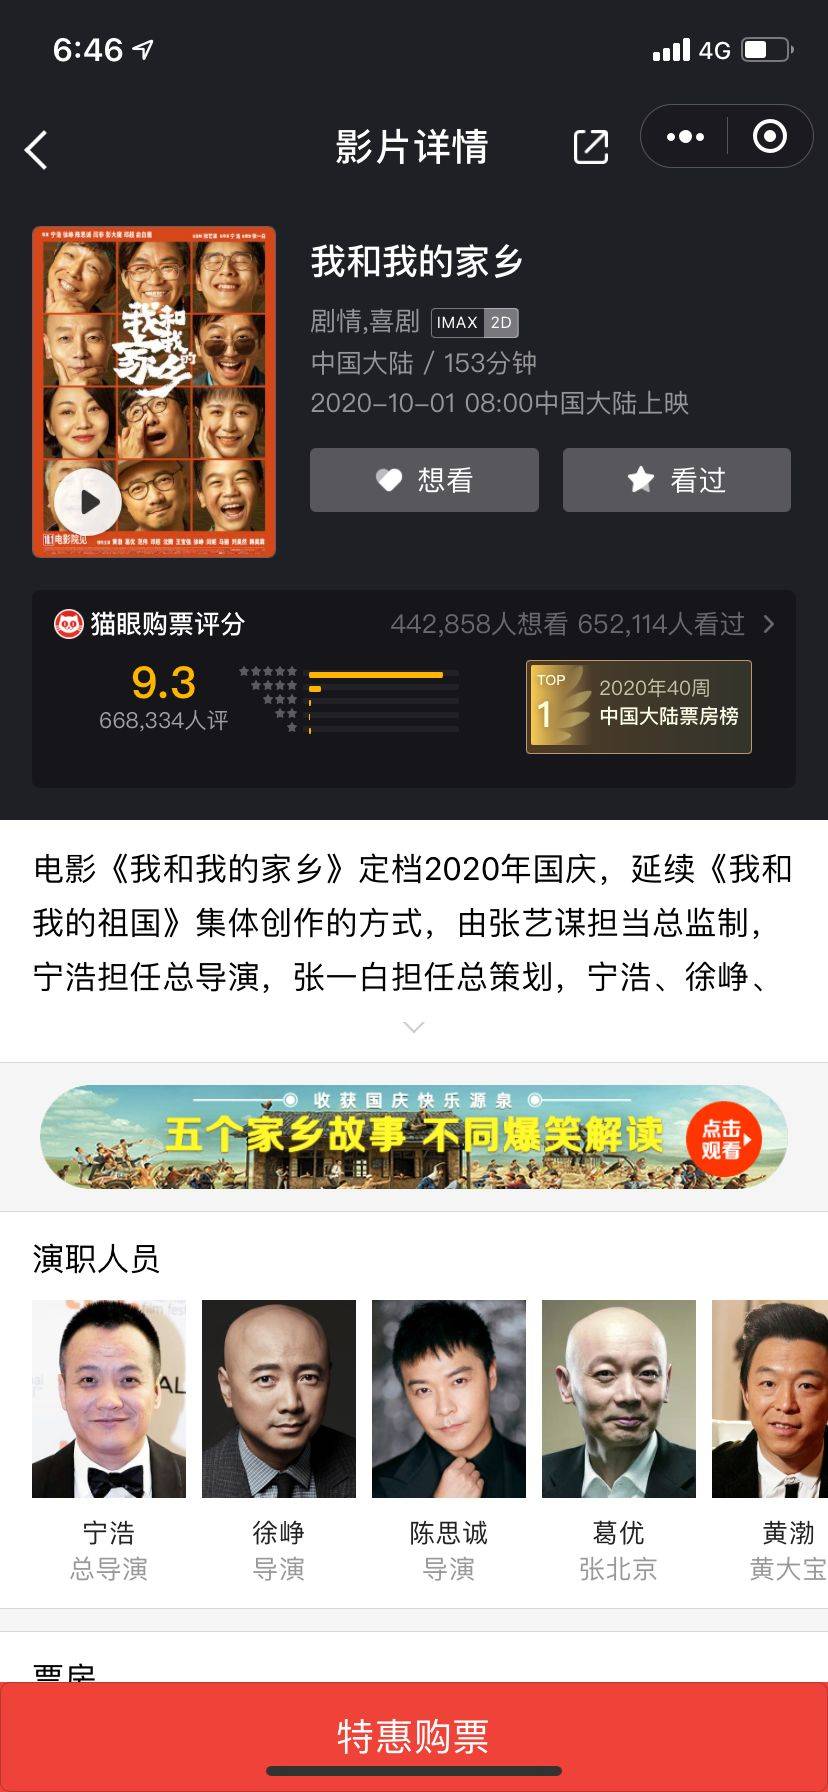 6:46
4G
影片详情
我和我的家乡
我和我的家乡
剧情,喜剧 IMAX 2D
中国大陆 / 153分钟
2020-10-01 08:00中国大陆上映
想看
看过
猫眼购票评分
442,858人想看 652,114人看过
9.3
668,334人评
TOP
1
2020年40周
中国大陆票房榜
电影《我和我的家乡》定档2020年国庆，延续《我和
我的祖国》集体创作的方式，由张艺谋担当总监制，
宁浩担任总导演，张一白担任总策划，宁浩、徐峥、
收获国庆快乐源泉
五个家乡故事 不同爆笑解读
点击
观看
演职人员
宁浩
总导演
徐峥
导演
陈思诚
导演
葛优
张北京
黄渤
黄大宝
票房
特惠购票